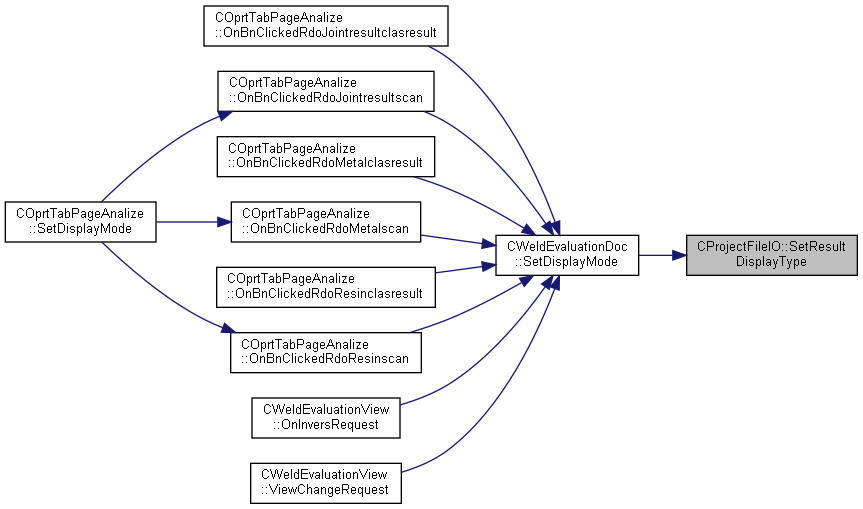 COprtTabPageAnalize
::OnBnClickedRdoJointresultclasresult
COprtTabPageAnalize
::OnBnClickedRdoJointresultscan
COprtTabPageAnalize
::OnBnClickedRdoMetalclasresult
COprtTabPageAnalize
::SetDisplayMode
COprtTabPageAnalize
::OnBnClickedRdoMetalscan
CWeldEvaluationDoc
::SetDisplayMode
CProjectFileIO::SetResult
DisplayType
COprtTabPageAnalize
::OnBnClickedRdoResinclasresult
COprtTabPageAnalize
::OnBnClickedRdoResinscan
CWeldEvaluationView
::OnInversRequest
CWeldEvaluationView
::ViewChangeRequest